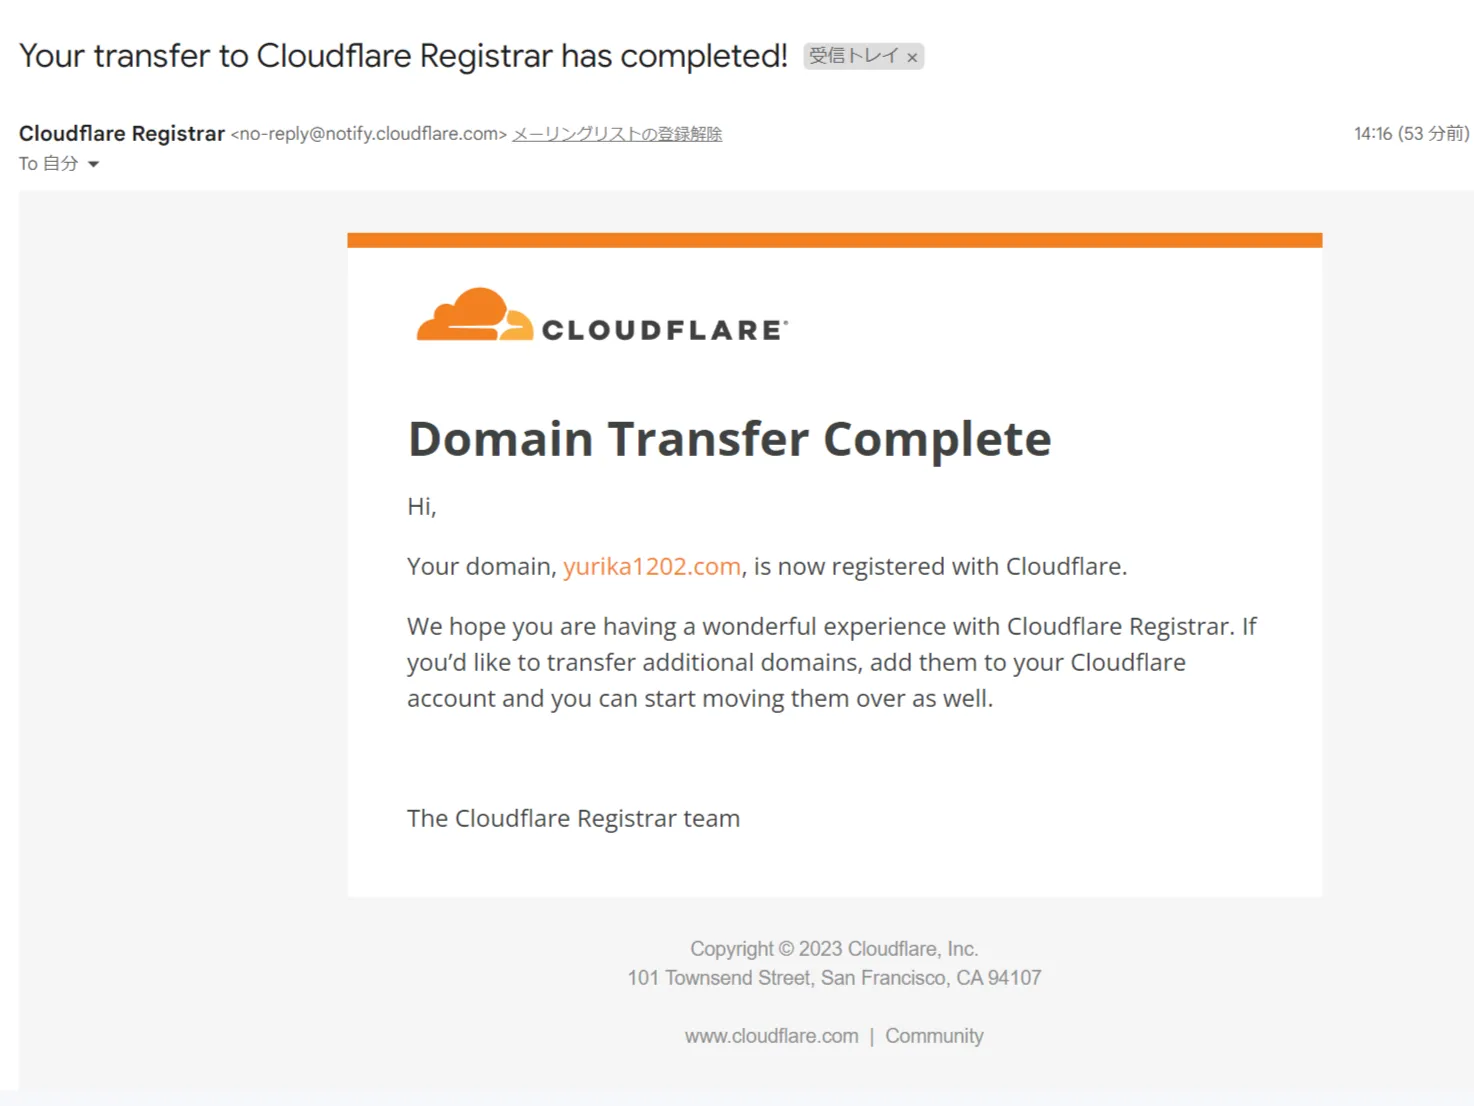 Your transfer to Cloudflare Registrar has completed! 受信トレイ ×
Cloudflare Registrar <no-reply@notify.cloudflare.com> メーリングリストの登録解除 14:16 (53 分前)
To 自分
CLOUDFLARE®
Domain Transfer Complete
Hi,
Your domain, yurika1202.com, is now registered with Cloudflare.
We hope you are having a wonderful experience with Cloudflare Registrar. If
you’d like to transfer additional domains, add them to your Cloudflare
account and you can start moving them over as well.
The Cloudflare Registrar team
Copyright © 2023 Cloudflare, Inc.
101 Townsend Street, San Francisco, CA 94107
www.cloudflare.com | Community